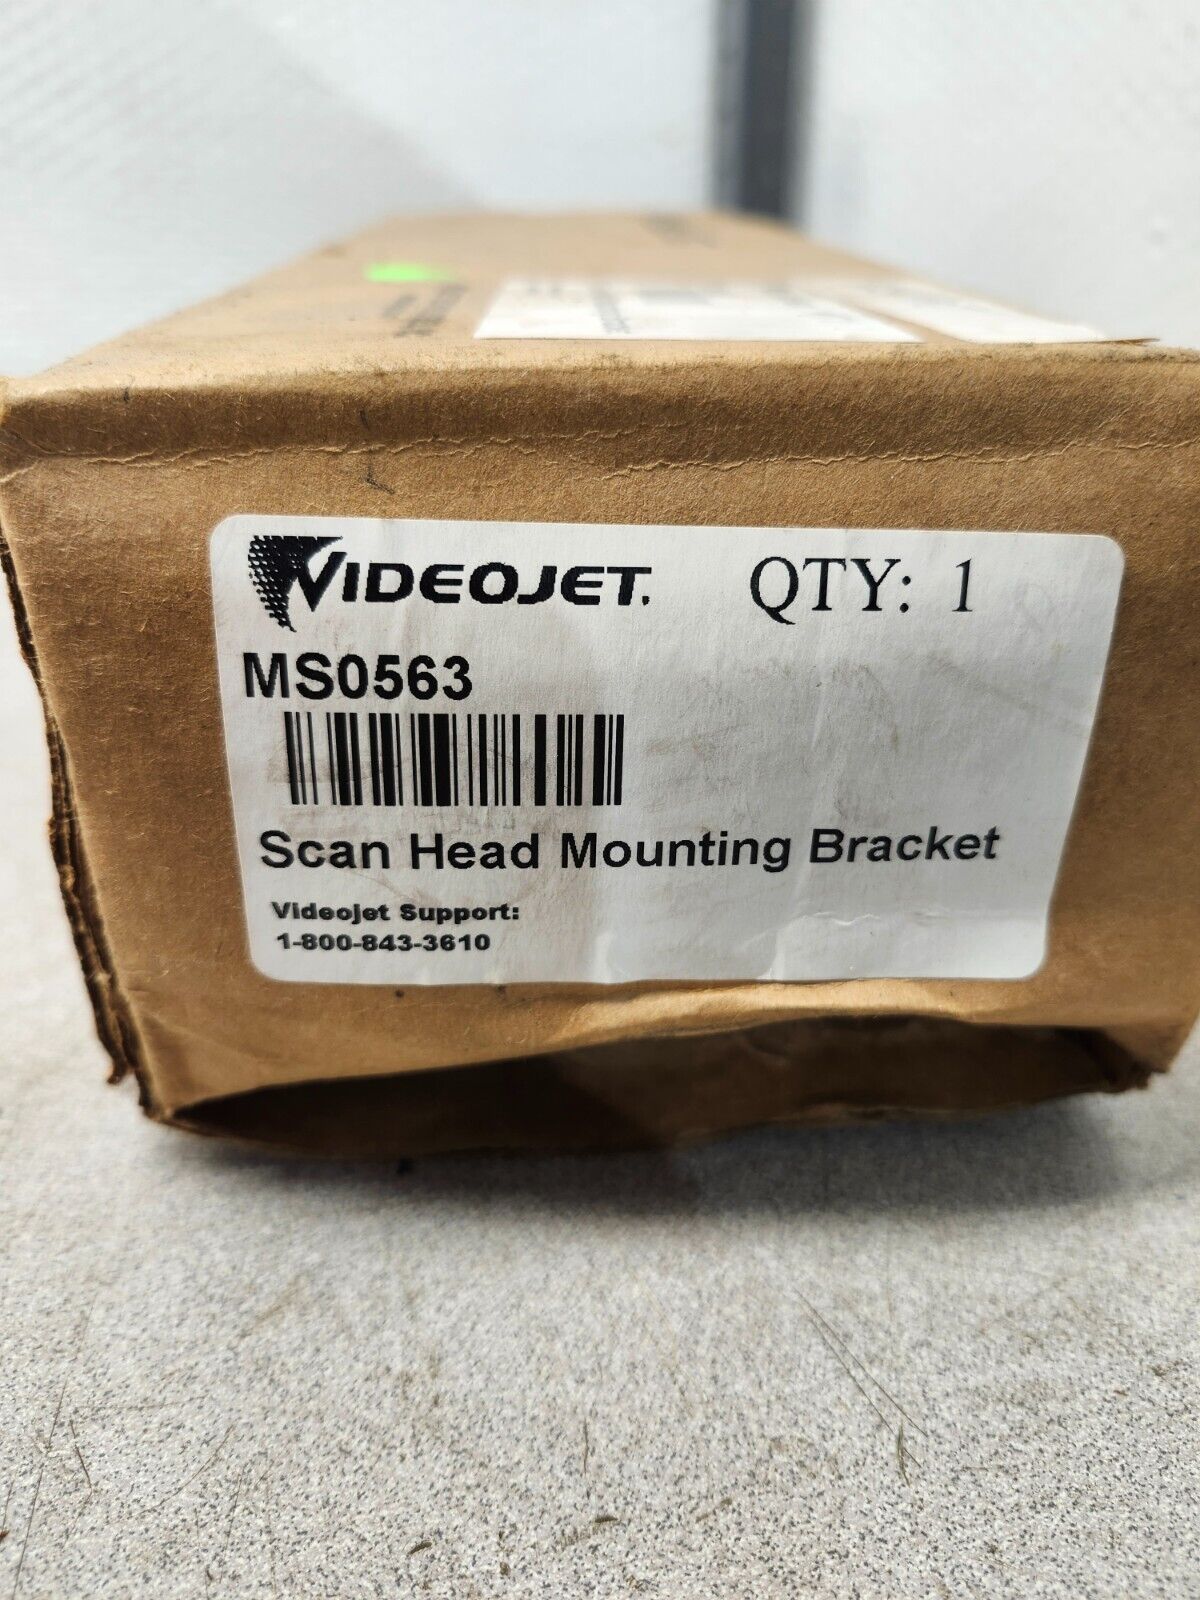 VIDEOJET. QTY: 1
MS0563
Scan Head Mounting Bracket
Videojet Support:
1-800-843-3610